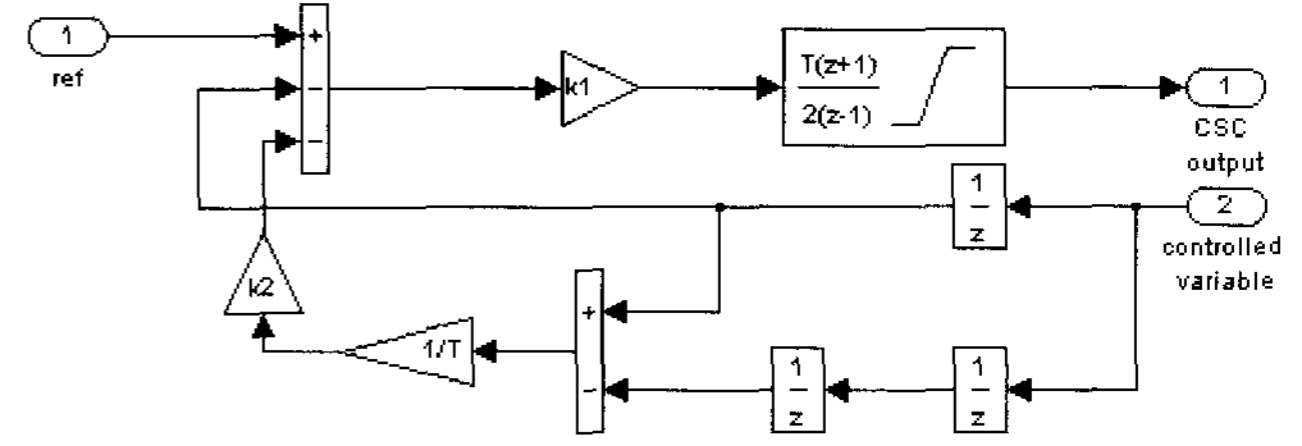 1
ref
+
−
−
k1
T(z+1)
2(z-1)
1
CSC
output
1
z
2
controlled
variable
k2
1/T
+
−
1
z
1
z